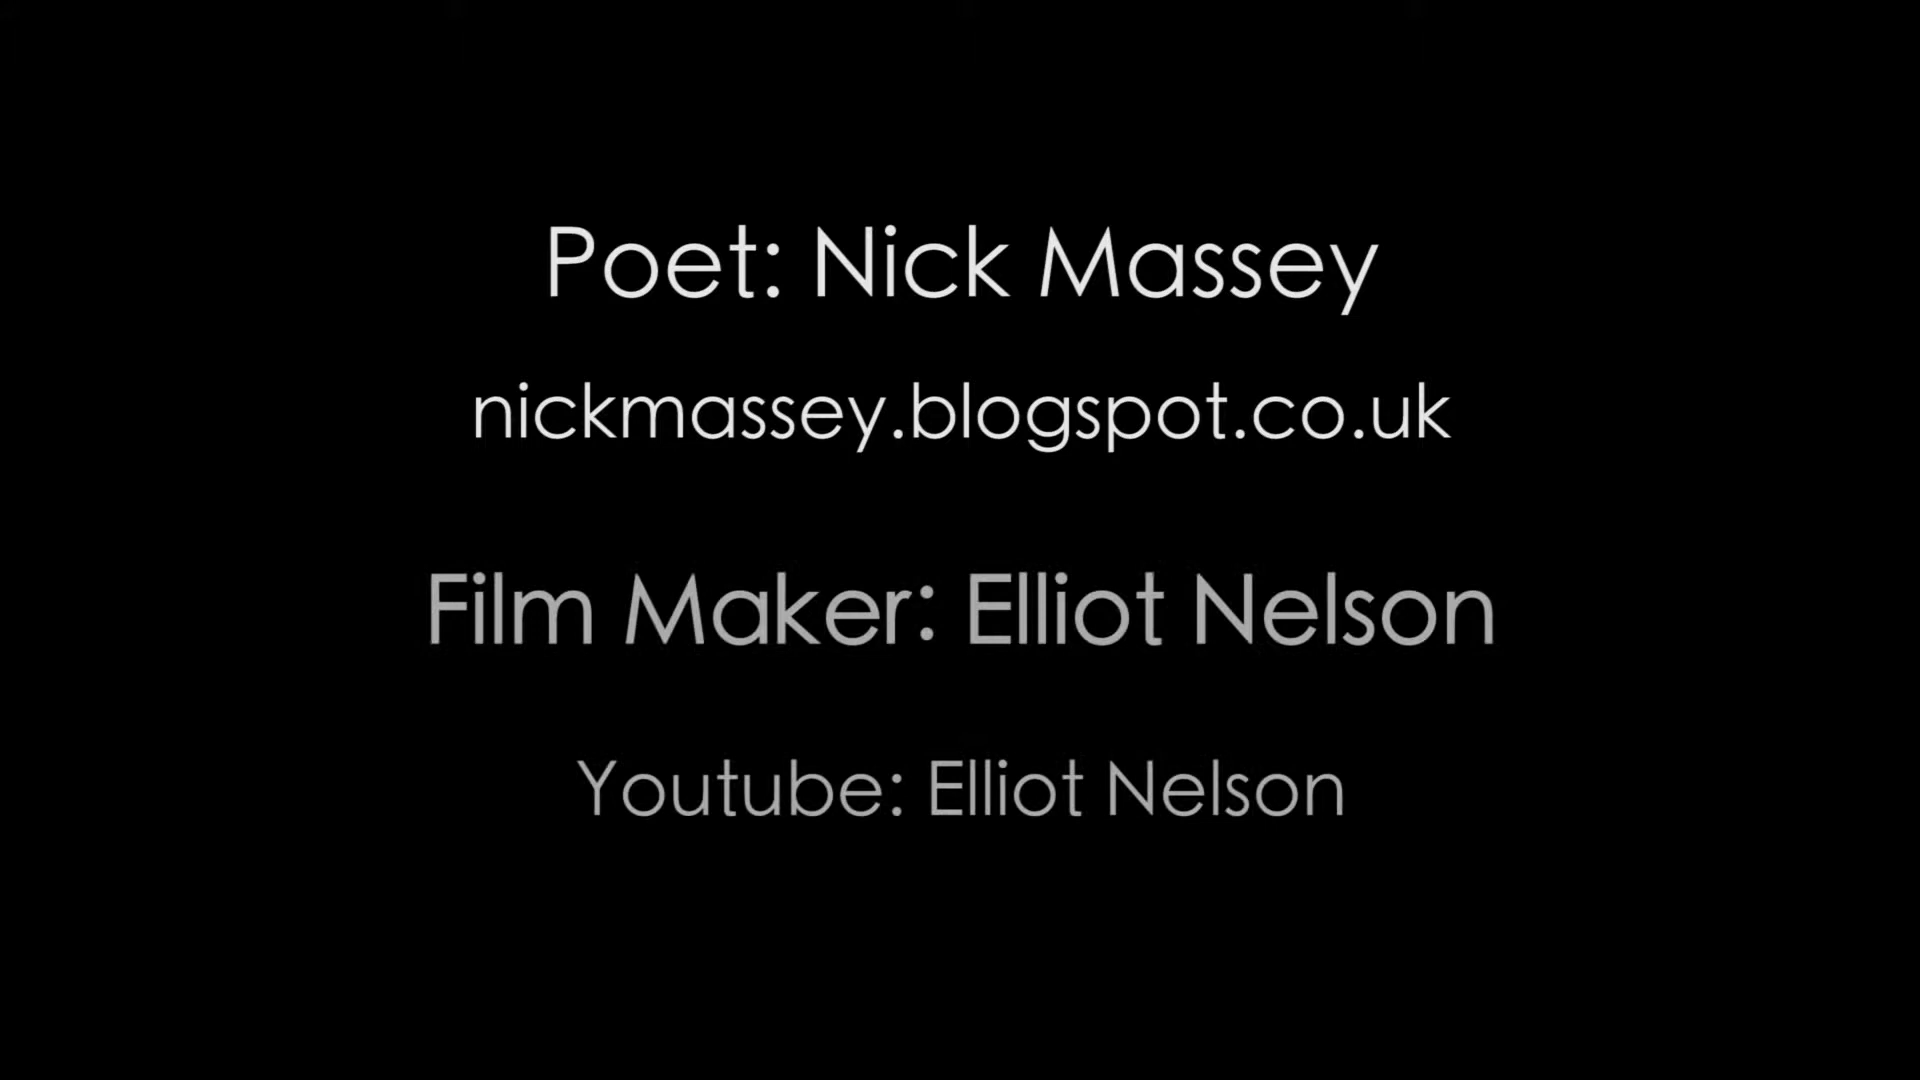 Poet: Nick Massey
nickmassey.blogspot.co.uk
Film Maker: Elliot Nelson
Youtube: Elliot Nelson